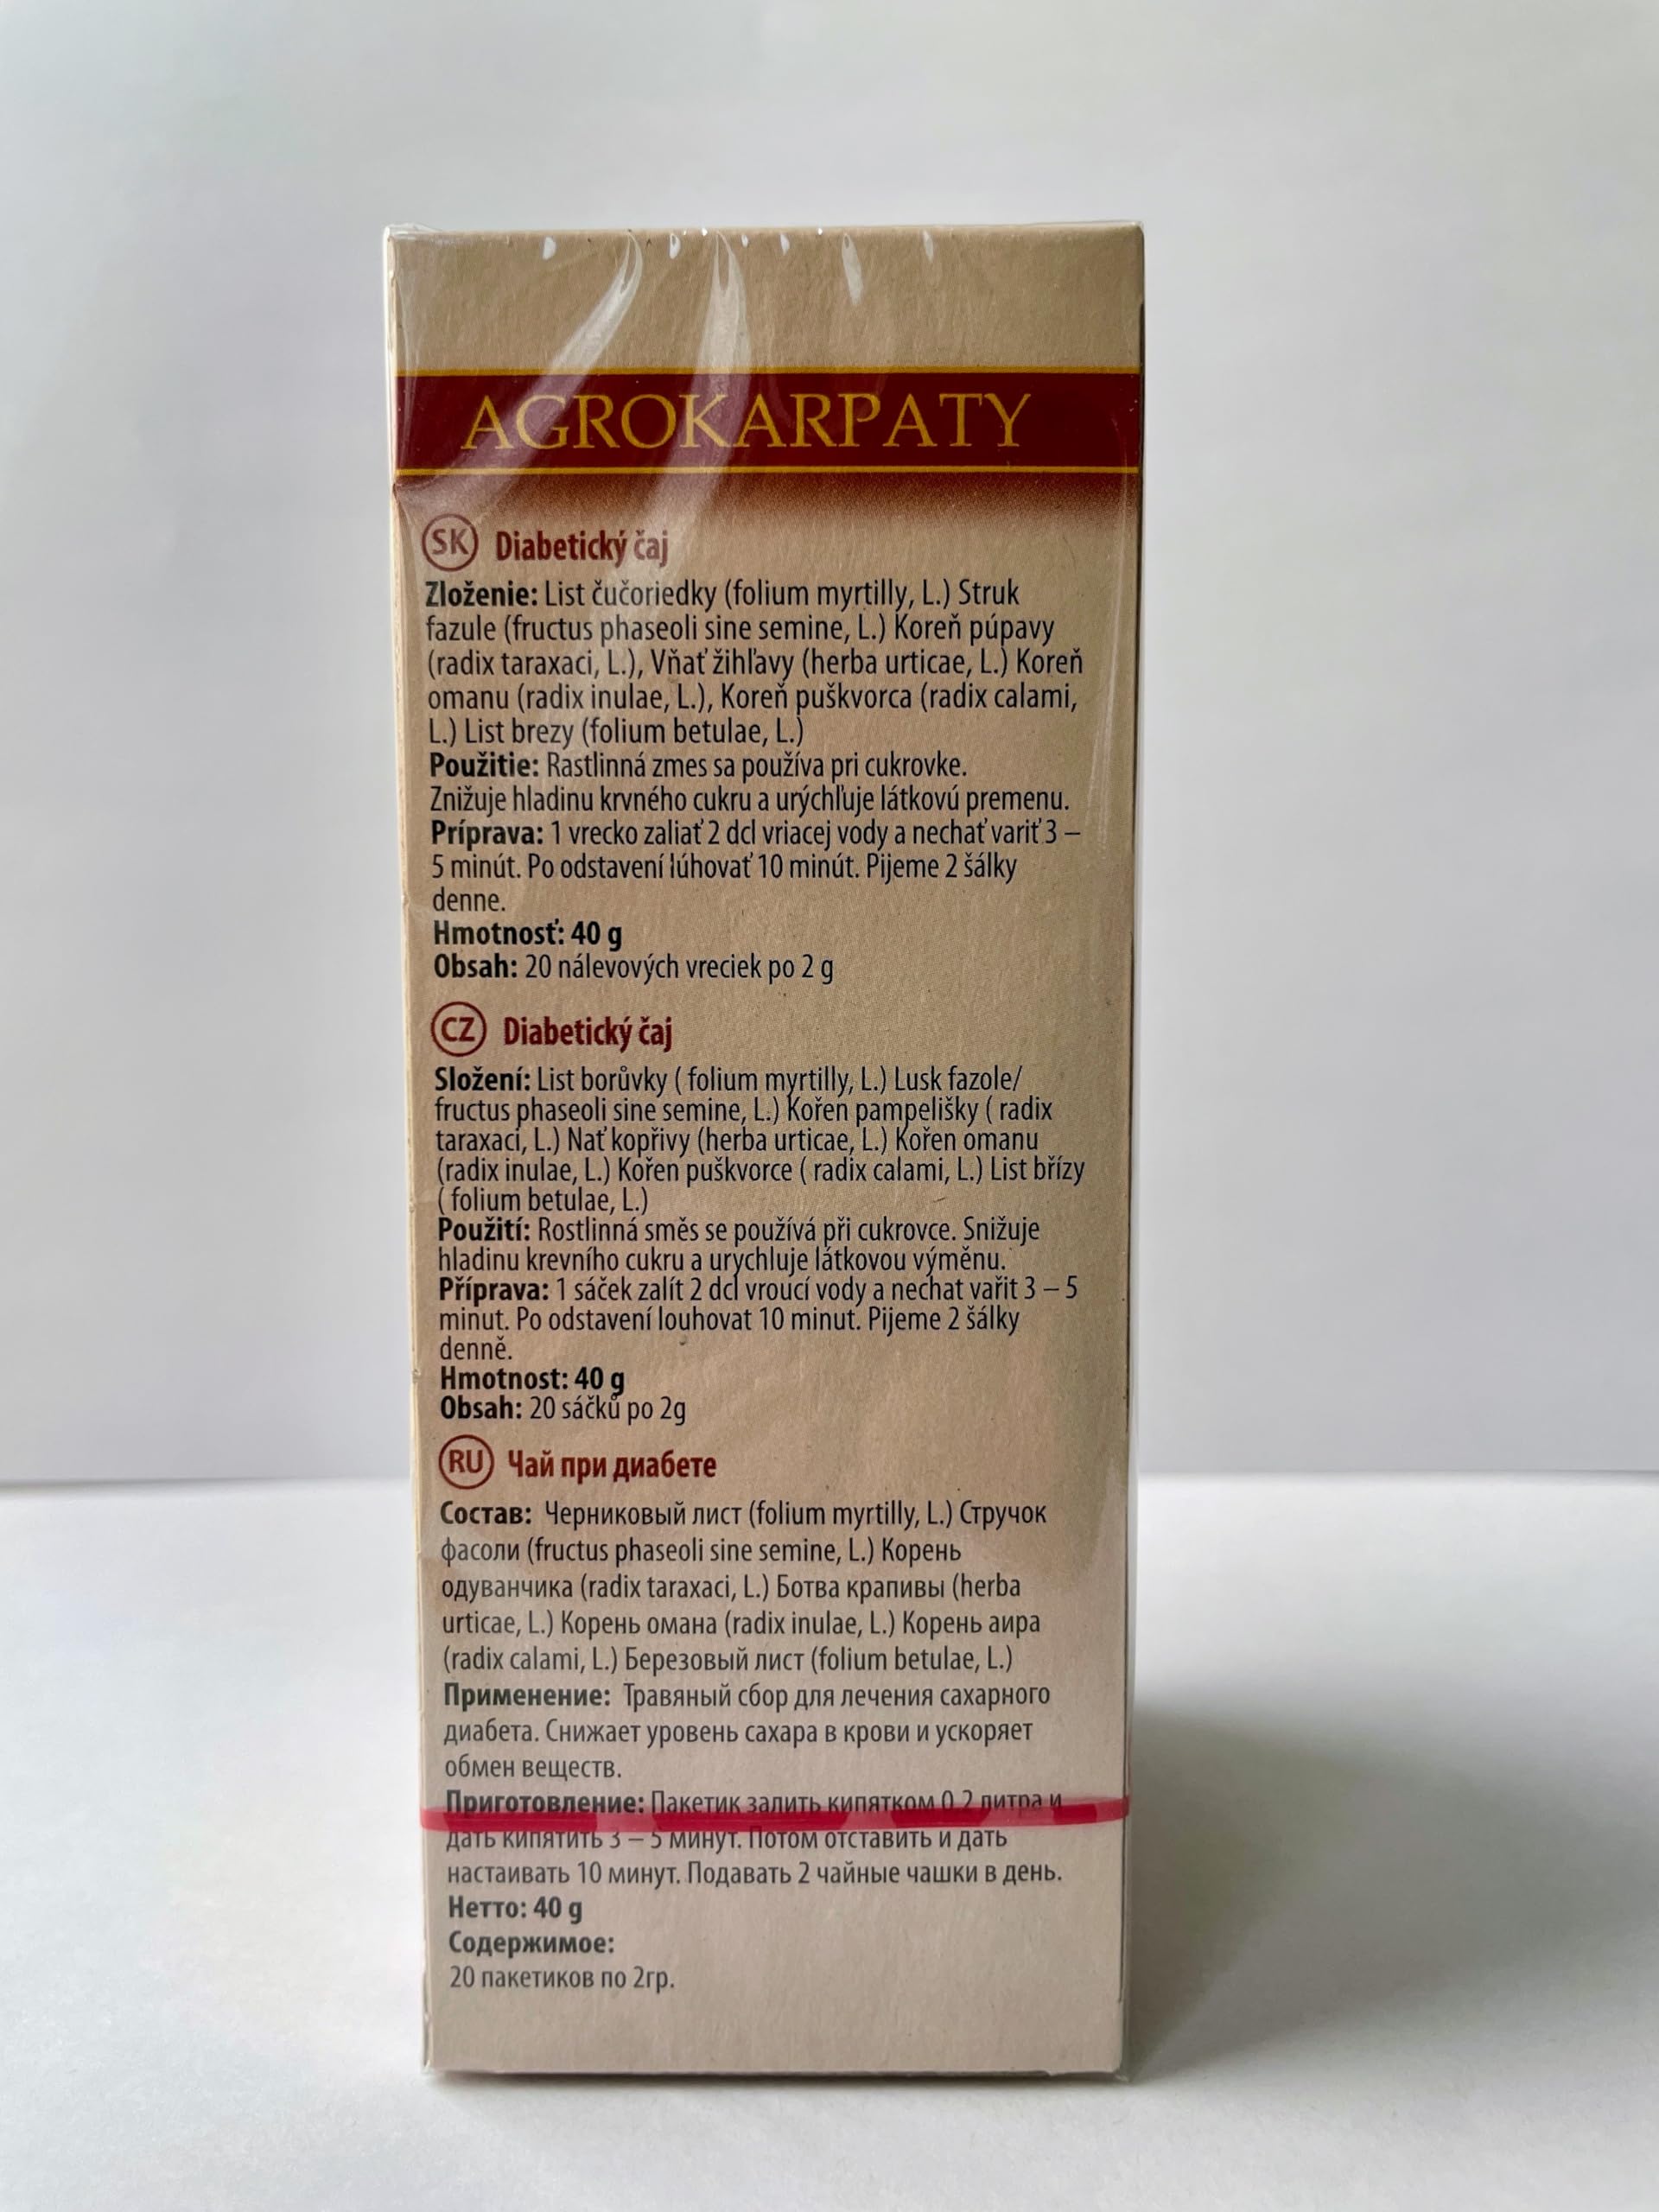 AGROKARPATY
SK Diabetický čaj
Zloženie: List čučoriedky (folium myrtilly, L.) Struk
fazule (fructus phaseoli sine semine, L.) Koreň púpavy
(radix taraxaci, L.), Vňať žihľavy (herba urticae, L.) Koreň
omanu (radix inulae, L.), Koreň puškvorca (radix calami,
L.) List brezy (folium betulae, L.)
Použitie: Rastlinná zmes sa používa pri cukrovke.
Znižuje hladinu krvného cukru a urýchľuje látkovú premenu.
Príprava: 1 vrecko zaliať 2 dcl vriacej vody a nechať variť 3 –
5 minút. Po odstavení lúhovať 10 minút. Pijeme 2 šálky
denne.
Hmotnosť: 40 g
Obsah: 20 nálevových vreciek po 2 g
CZ Diabetický čaj
Složení: List borůvky ( folium myrtilly, L.) Lusk fazole/
fructus phaseoli sine semine, L.) Kořen pampelišky ( radix
taraxaci, L.) Nať kopřivy (herba urticae, L.) Kořen omanu
(radix inulae, L.) Kořen puškvorce ( radix calami, L.) List břízy
( folium betulae, L.)
Použití: Rostlinná směs se používá při cukrovce. Snižuje
hladinu krevního cukru a urychluje látkovou výměnu.
Příprava: 1 sáček zalít 2 dcl vroucí vody a nechat vařit 3 – 5
minut. Po odstavení louhovat 10 minut. Pijeme 2 šálky
denně.
Hmotnost: 40 g
Obsah: 20 sáčků po 2g
RU Чай при диабете
Состав: Черниковый лист (folium myrtilly, L.) Стручок
фасоли (fructus phaseoli sine semine, L.) Корень
одуванчика (radix taraxaci, L.) Ботва крапивы (herba
urticae, L.) Корень омана (radix inulae, L.) Корень аира
(radix calami, L.) Березовый лист (folium betulae, L.)
Применение: Травяный сбор для лечения сахарного
диабета. Снижает уровень сахара в крови и ускоряет
обмен веществ.
Приготовление: Пакетик залить кипятком 0,2 литра и
дать кипятить 3 – 5 минут. Потом отставить и дать
настаивать 10 минут. Подавать 2 чайные чашки в день.
Нетто: 40 g
Содержимое:
20 пакетиков по 2гр.